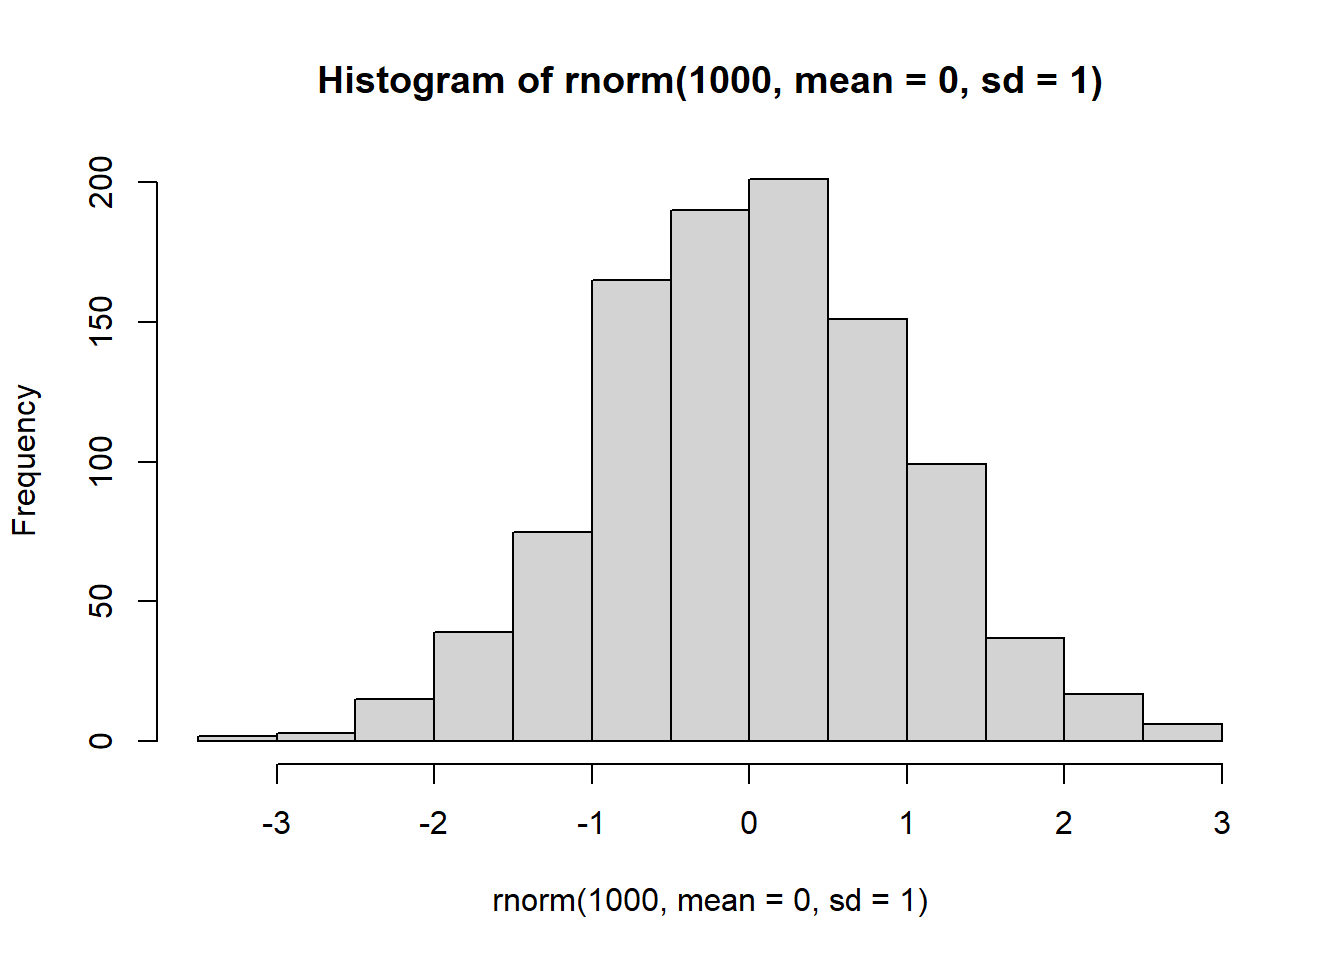 Histogram of rnorm(1000, mean = 0, sd = 1)
Frequency
200
150
100
50
0
-3 -2 -1 0 1 2 3
rnorm(1000, mean = 0, sd = 1)